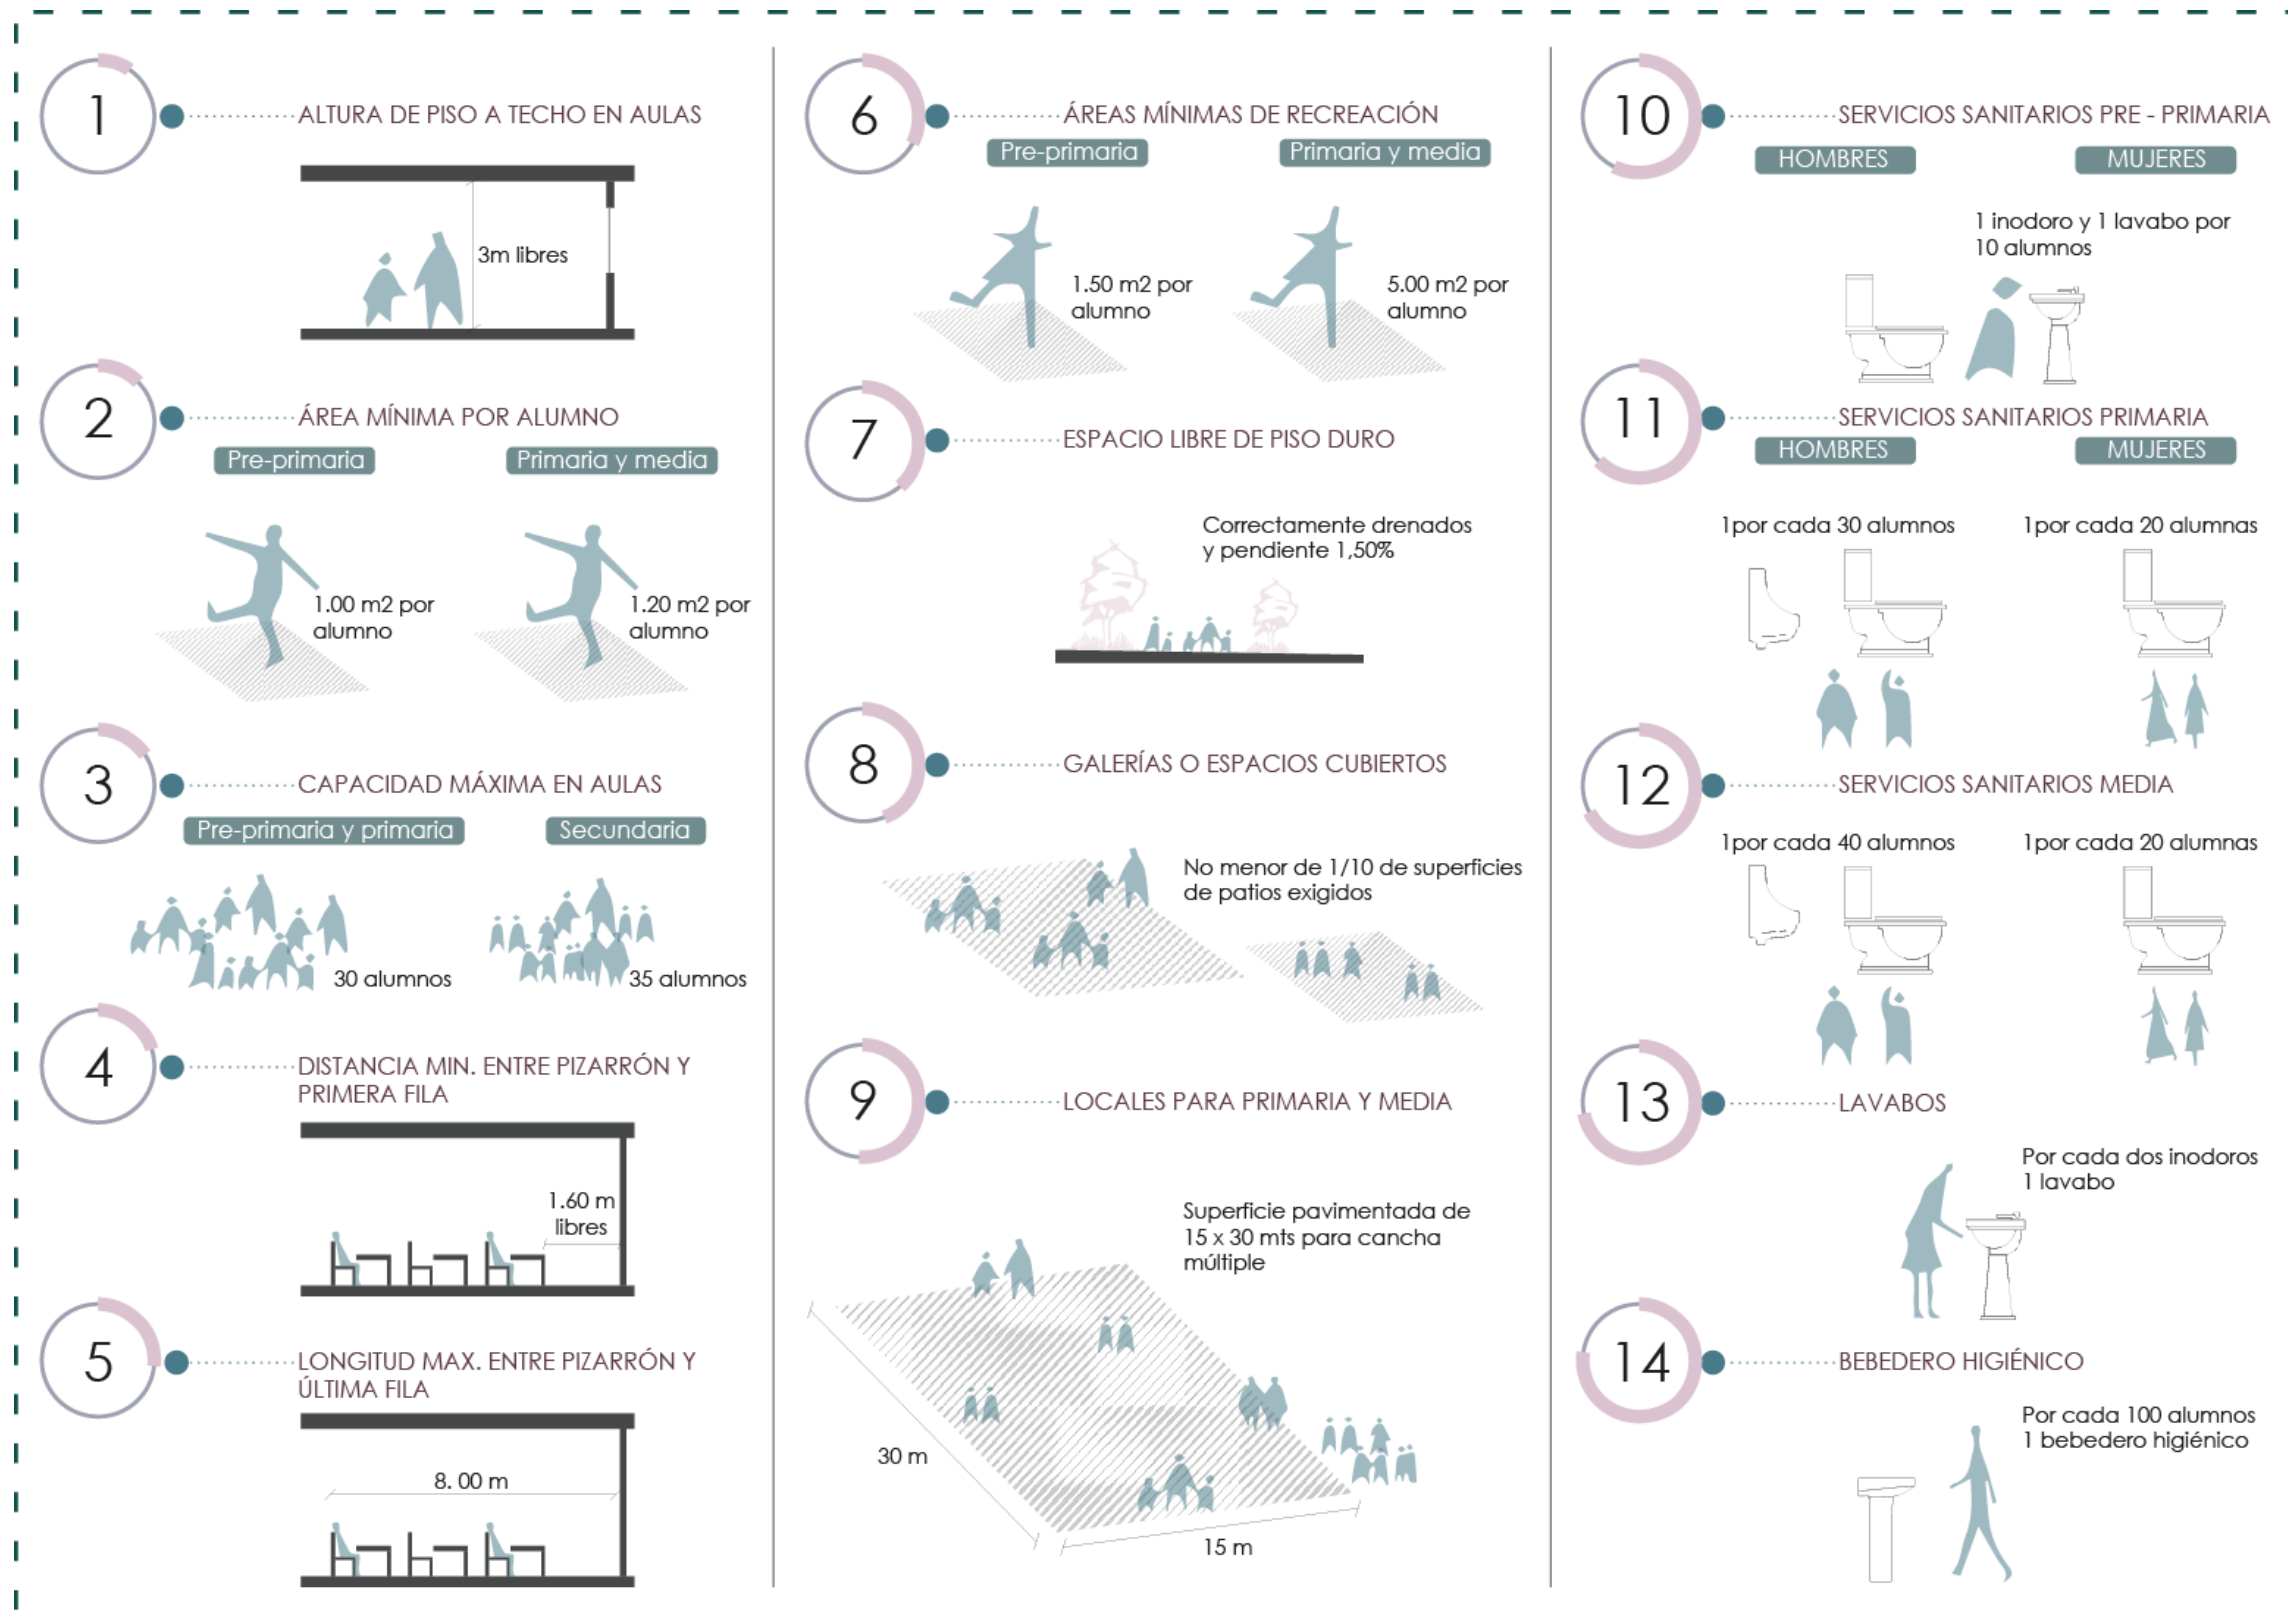 1
ALTURA DE PISO A TECHO EN AULAS
3m libres
2
ÁREA MÍNIMA POR ALUMNO
Pre-primaria
Primaria y media
1.00 m2 por
alumno
1.20 m2 por
alumno
3
CAPACIDAD MÁXIMA EN AULAS
Pre-primaria y primaria
Secundaria
30 alumnos
35 alumnos
4
DISTANCIA MIN. ENTRE PIZARRÓN Y
PRIMERA FILA
1.60 m
libres
5
LONGITUD MAX. ENTRE PIZARRÓN Y
ÚLTIMA FILA
8. 00 m
6
ÁREAS MÍNIMAS DE RECREACIÓN
Pre-primaria
Primaria y media
1.50 m2 por
alumno
5.00 m2 por
alumno
7
ESPACIO LIBRE DE PISO DURO
Correctamente drenados
y pendiente 1,50%
8
GALERÍAS O ESPACIOS CUBIERTOS
No menor de 1/10 de superficies
de patios exigidos
9
LOCALES PARA PRIMARIA Y MEDIA
Superficie pavimentada de
15 x 30 mts para cancha
múltiple
30 m
15 m
10
SERVICIOS SANITARIOS PRE - PRIMARIA
HOMBRES
MUJERES
1 inodoro y 1 lavabo por
10 alumnos
11
SERVICIOS SANITARIOS PRIMARIA
HOMBRES
MUJERES
1por cada 30 alumnos
1por cada 20 alumnas
12
SERVICIOS SANITARIOS MEDIA
1por cada 40 alumnos
1por cada 20 alumnas
13
LAVABOS
Por cada dos inodoros
1 lavabo
14
BEBEDERO HIGIÉNICO
Por cada 100 alumnos
1 bebedero higiénico